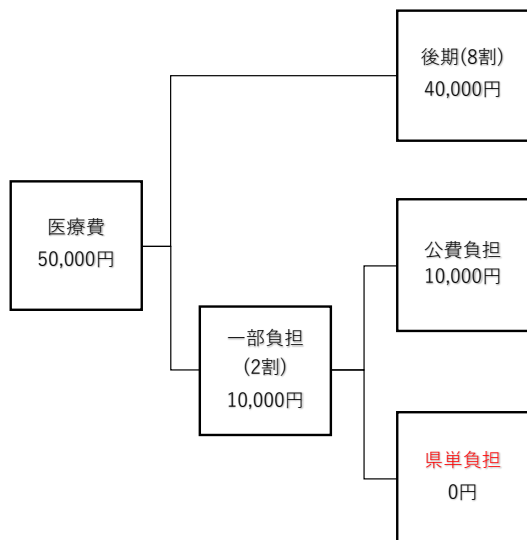 後期(8割)
40,000円
医療費
50,000円
公費負担
10,000円
一部負担
(2割)
10,000円
県単負担
0円